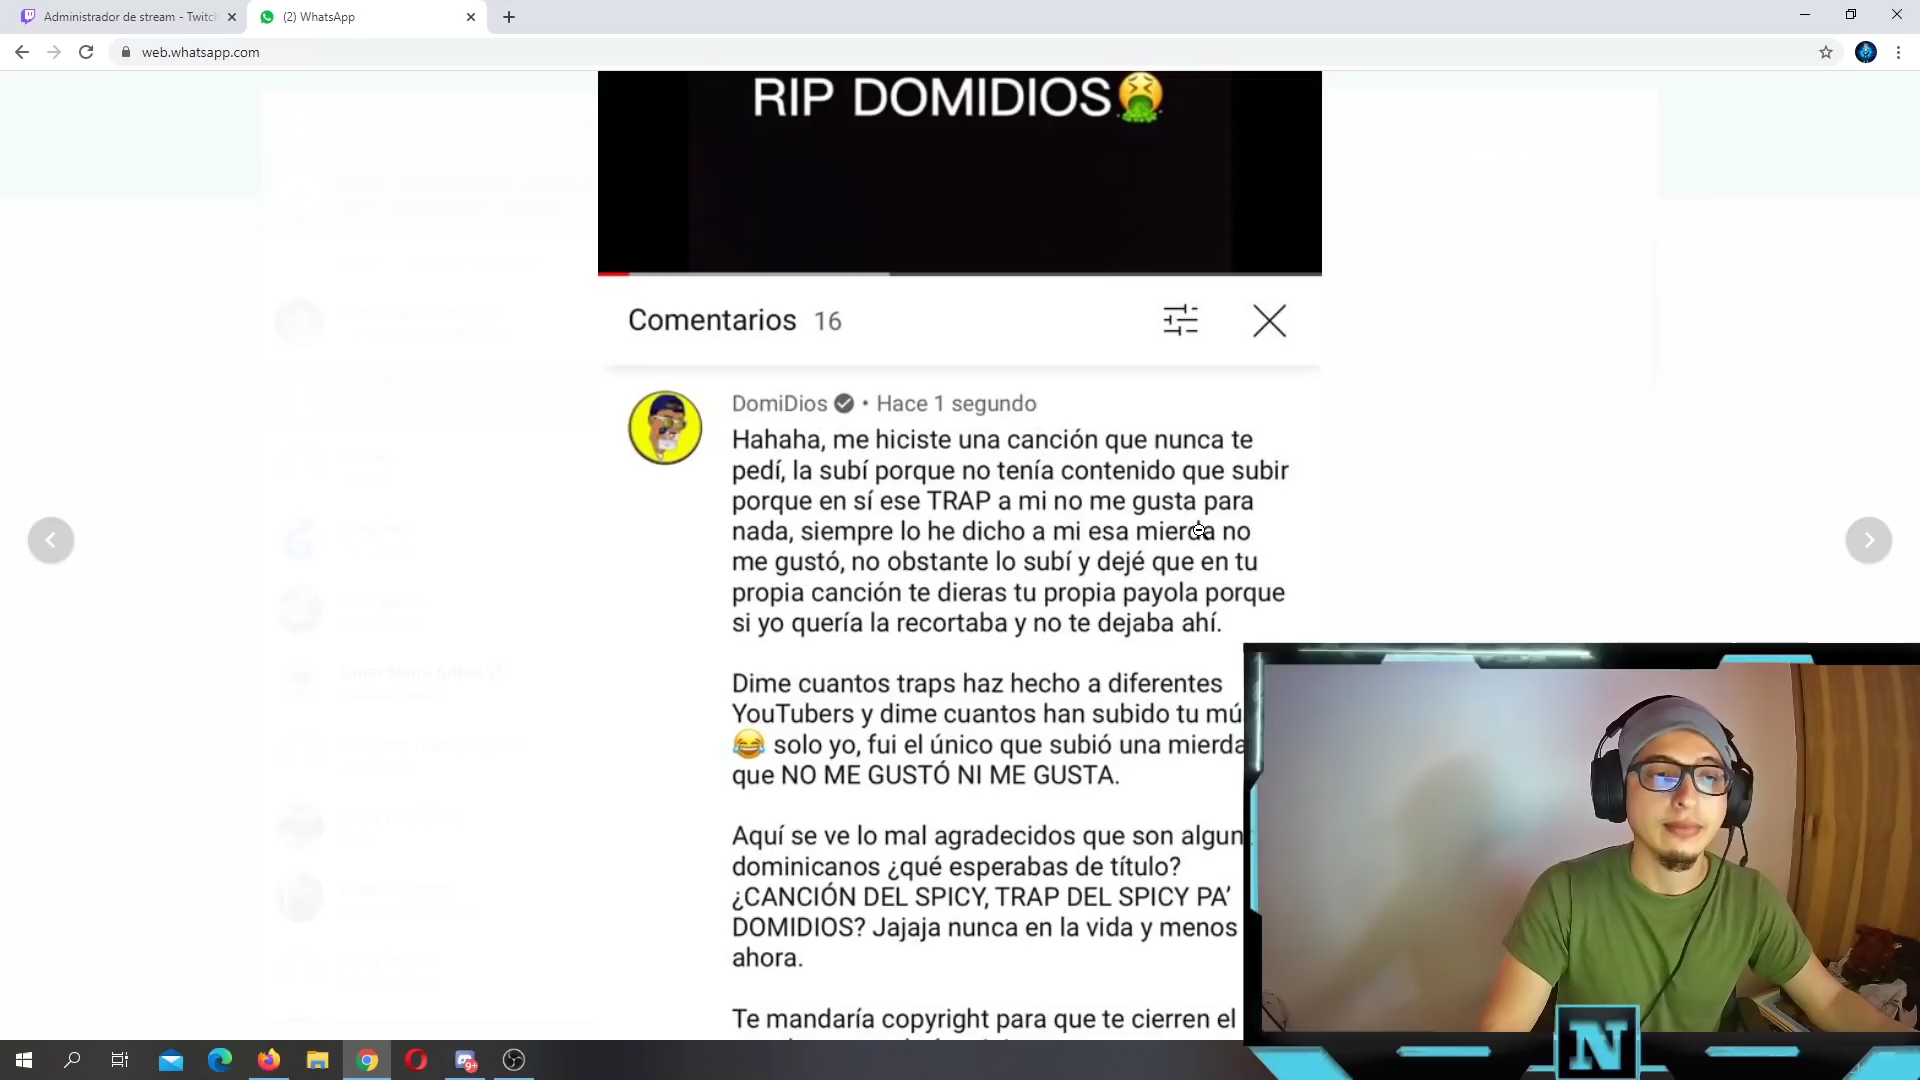 Administrador de stream - Twitch
(2) WhatsApp
web.whatsapp.com
RIP DOMIDIOS🤮
Comentarios 16
DomiDios • Hace 1 segundo
Hahaha, me hiciste una canción que nunca te
pedí, la subí porque no tenía contenido que subir
porque en sí ese TRAP a mi no me gusta para
nada, siempre lo he dicho a mi esa mierda no
me gustó, no obstante lo subí y dejé que en tu
propia canción te dieras tu propia payola porque
si yo quería la recortaba y no te dejaba ahí.
Dime cuantos traps haz hecho a diferentes
YouTubers y dime cuantos han subido tu mú
😂 solo yo, fui el único que subió una mierda
que NO ME GUSTÓ NI ME GUSTA.
Aquí se ve lo mal agradecidos que son algun
dominicanos ¿qué esperabas de título?
¿CANCIÓN DEL SPICY, TRAP DEL SPICY PA'
DOMIDIOS? Jajaja nunca en la vida y menos
ahora.
Te mandaría copyright para que te cierren el
N
9+